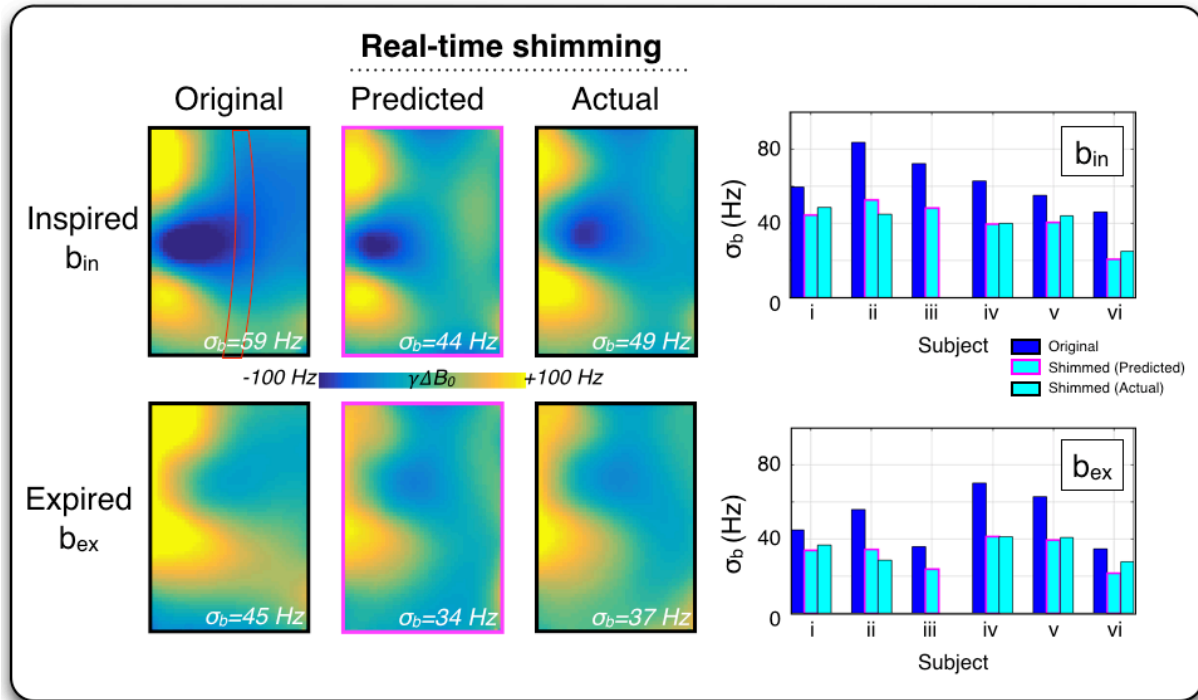 Real-time shimming
Original
Predicted
Actual
Inspired
b_in
σ_b=59 Hz
σ_b=44 Hz
σ_b=49 Hz
-100 Hz
γΔB_0
+100 Hz
Expired
b_ex
σ_b=45 Hz
σ_b=34 Hz
σ_b=37 Hz
b_in
80
40
0
σ_b (Hz)
i ii iii iv v vi
Subject
Original
Shimmed (Predicted)
Shimmed (Actual)
b_ex
80
40
0
σ_b (Hz)
i ii iii iv v vi
Subject